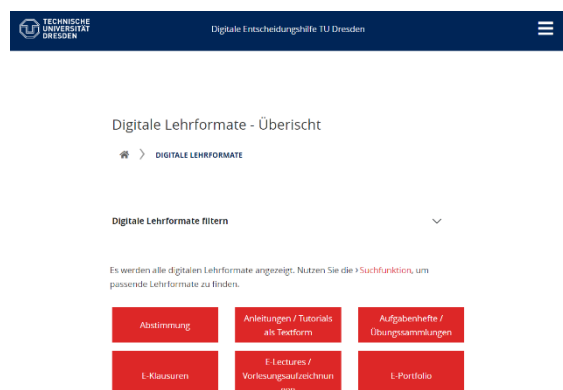 TECHNISCHE
UNIVERSITÄT
DRESDEN
Digitale Entscheidungshilfe TU Dresden
Digitale Lehrformate - Überischt
DIGITALE LEHRFORMATE
Digitale Lehrformate filtern
Es werden alle digitalen Lehrformate angezeigt. Nutzen Sie die › Suchfunktion, um
passende Lehrformate zu finden.
Abstimmung
Anleitungen / Tutorials
als Textform
Aufgabenhefte /
Übungssammlungen
E-Klausuren
E-Lectures /
Vorlesungsaufzeichnun
E-Portfolio